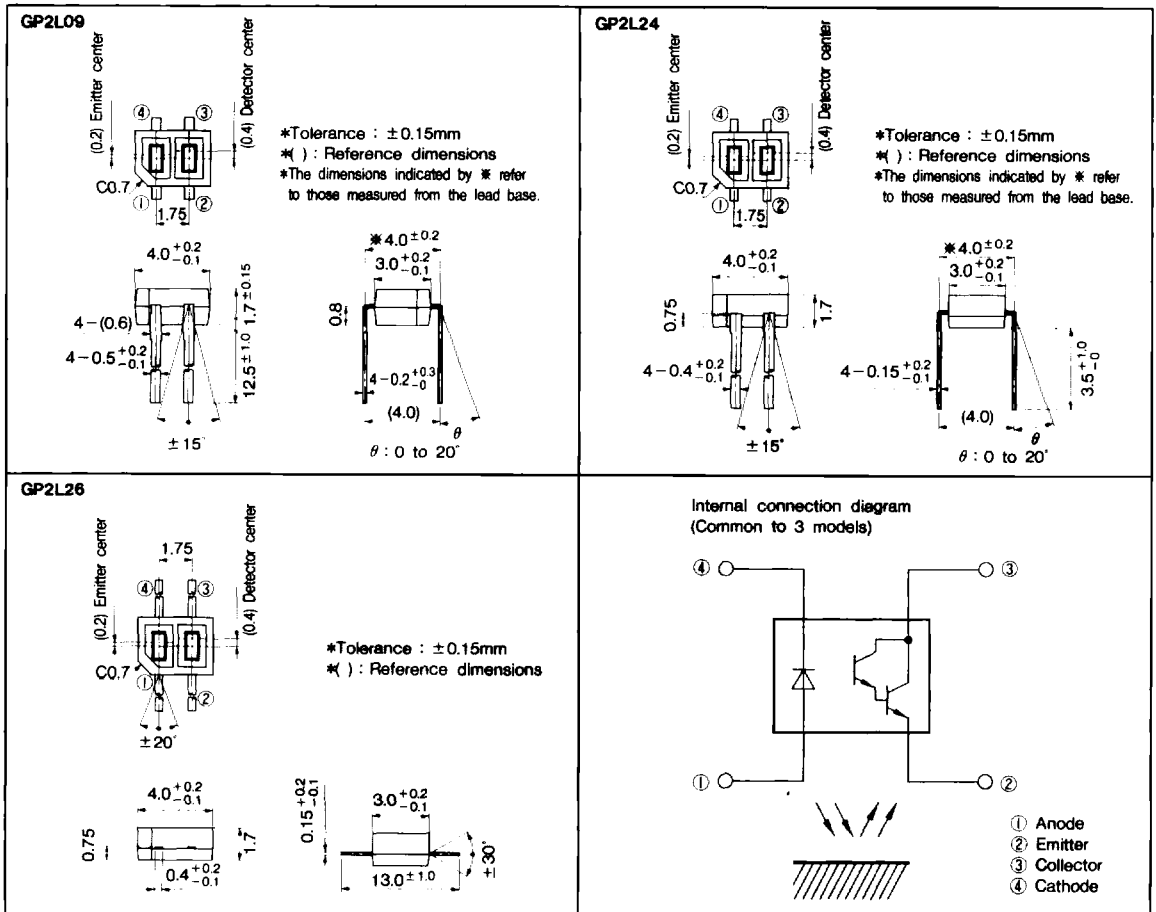 GP2L09
(0.2) Emitter center
(0.4) Detector center
④ ③
C0.7
① ②
1.75
*Tolerance : ±0.15mm
※( ) : Reference dimensions
*The dimensions indicated by ※ refer
to those measured from the lead base.
4.0 +0.2 -0.1
1.7 ±0.15
4-(0.6)
4-0.5 +0.2 -0.1
12.5 ±1.0
±15°
※4.0 ±0.2
3.0 +0.2 -0.1
0.8
4-0.2 +0.3 -0
(4.0)
θ
θ : 0 to 20°
GP2L24
(0.2) Emitter center
(0.4) Detector center
④ ③
C0.7
① ②
1.75
*Tolerance : ±0.15mm
※( ) : Reference dimensions
*The dimensions indicated by ※ refer
to those measured from the lead base.
4.0 +0.2 -0.1
0.75
1.7
4-0.4 +0.2 -0.1
±15°
※4.0 ±0.2
3.0 +0.2 -0.1
4-0.15 +0.2 -0.1
3.5 +1.0 -0
(4.0)
θ
θ : 0 to 20°
GP2L26
(0.2) Emitter center
(0.4) Detector center
1.75
④ ③
C0.7
① ②
±20°
*Tolerance : ±0.15mm
※( ) : Reference dimensions
4.0 +0.2 -0.1
0.75
1.7
0.4 +0.2 -0.1
0.15 +0.2 -0.1
3.0 +0.2 -0.1
±30°
13.0 ±1.0
Internal connection diagram
(Common to 3 models)
④ ③
① ②
① Anode
② Emitter
③ Collector
④ Cathode